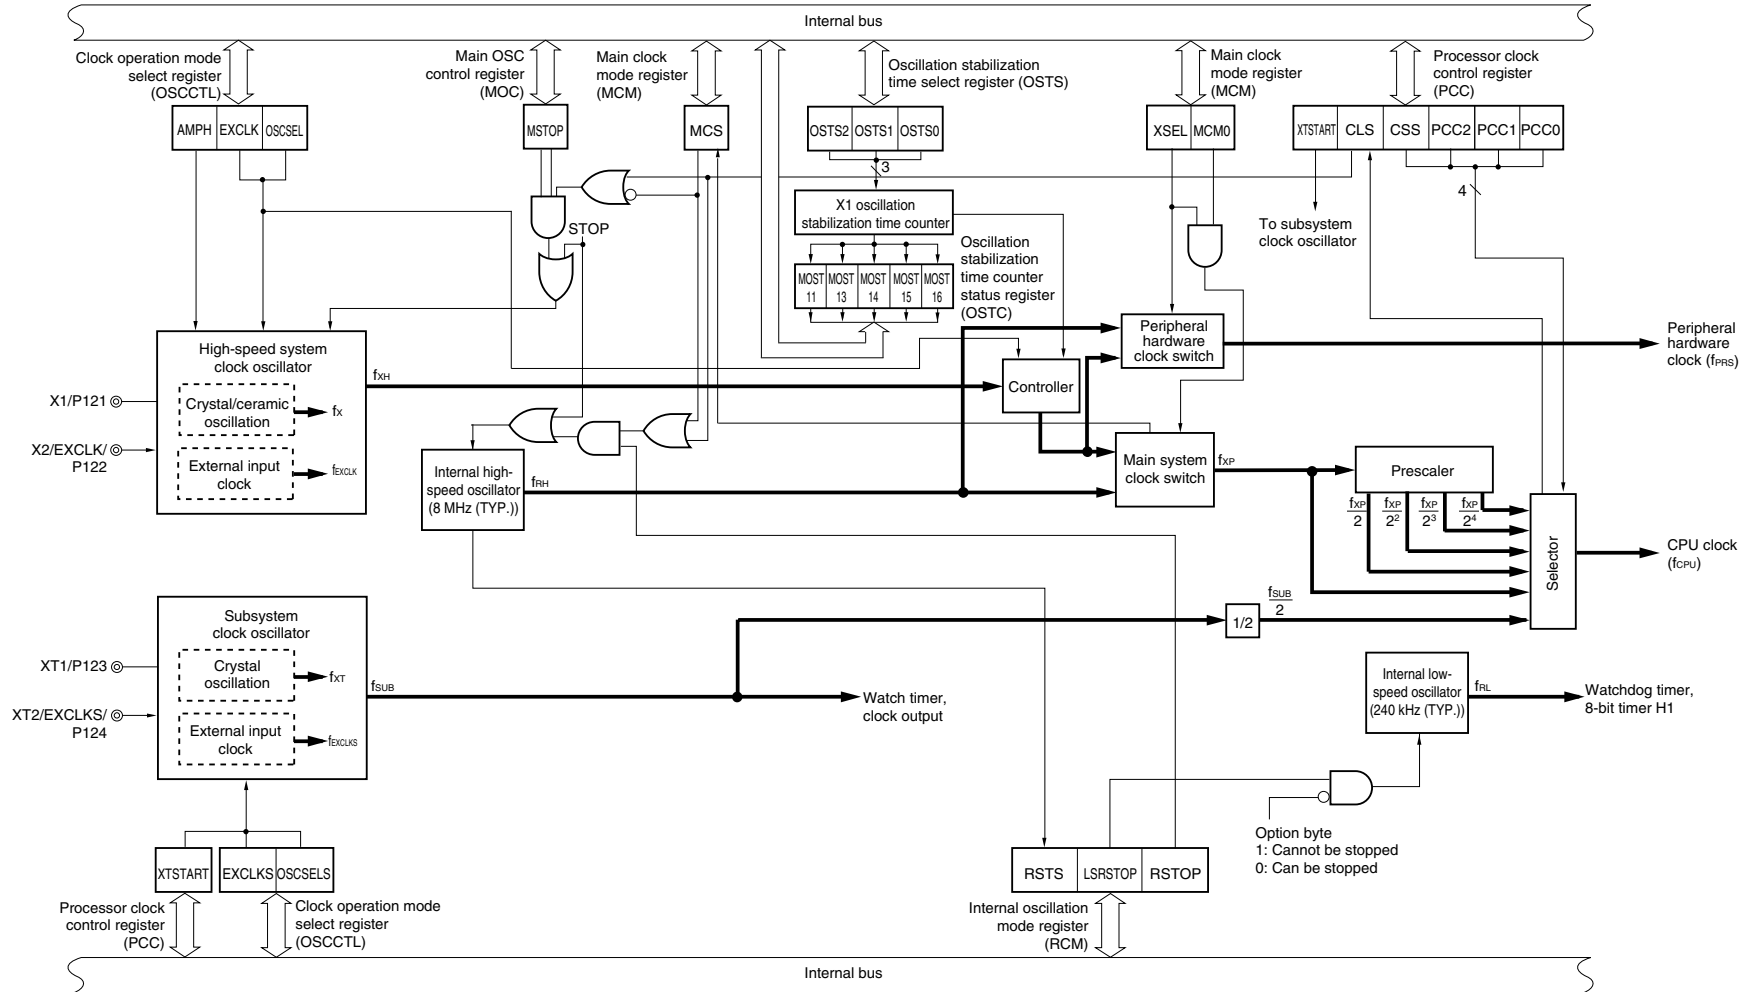 Internal bus
Clock operation mode
select register
(OSCCTL)
Main OSC
control register
(MOC)
Main clock
mode register
(MCM)
Oscillation stabilization
time select register (OSTS)
Main clock
mode register
(MCM)
Processor clock
control register
(PCC)
AMPH EXCLK OSCSEL
MSTOP
MCS
OSTS2 OSTS1 OSTS0
XSEL MCM0
XTSTART CLS CSS PCC2 PCC1 PCC0
3
4
X1 oscillation
stabilization time counter
To subsystem
clock oscillator
STOP
Oscillation
stabilization
time counter
status register
(OSTC)
MOST 11
MOST 13
MOST 14
MOST 15
MOST 16
High-speed system
clock oscillator
Crystal/ceramic
oscillation
fX
External input
clock
fEXCLK
X1/P121
X2/EXCLK/
P122
fXH
Controller
Peripheral
hardware
clock switch
Peripheral
hardware
clock (fPRS)
Internal high-
speed oscillator
(8 MHz (TYP.))
fRH
Main system
clock switch
fXP
Prescaler
fXP
2
fXP
2²
fXP
2³
fXP
2⁴
Selector
CPU clock
(fCPU)
Subsystem
clock oscillator
Crystal
oscillation
fXT
External input
clock
fEXCLKS
XT1/P123
XT2/EXCLKS/
P124
fSUB
Watch timer,
clock output
1/2
fSUB
2
Internal low-
speed oscillator
(240 kHz (TYP.))
fRL
Watchdog timer,
8-bit timer H1
Option byte
1: Cannot be stopped
0: Can be stopped
XTSTART
EXCLKS OSCSELS
RSTS LSRSTOP RSTOP
Processor clock
control register
(PCC)
Clock operation mode
select register
(OSCCTL)
Internal oscillation
mode register
(RCM)
Internal bus